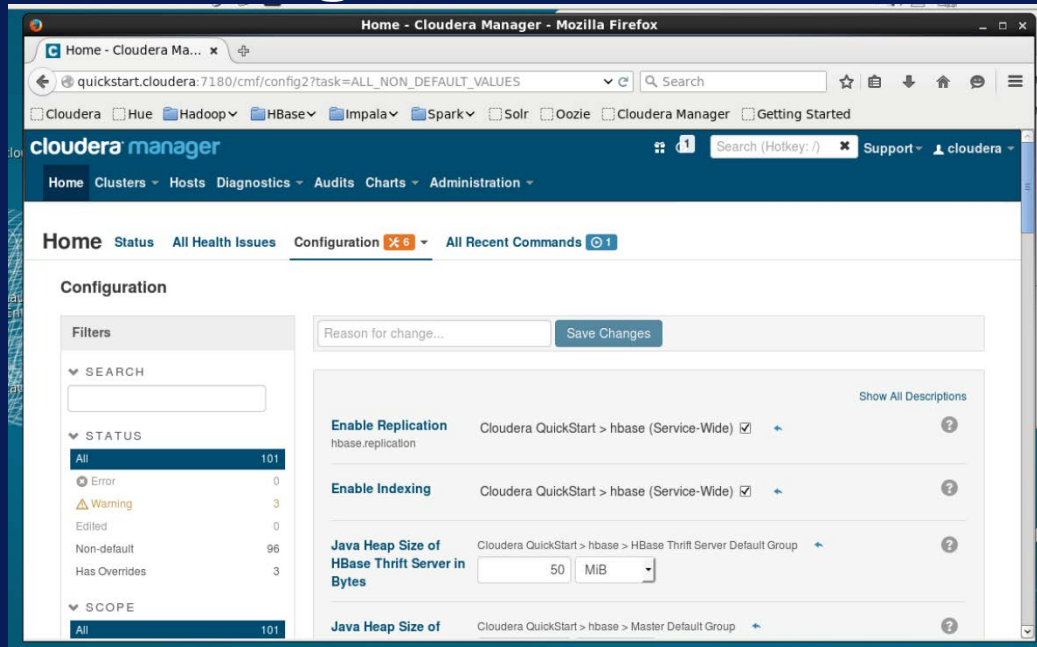 Home - Cloudera Manager - Mozilla Firefox
Home - Cloudera Ma...
quickstart.cloudera:7180/cmf/config2?task=ALL_NON_DEFAULT_VALUES Search
Cloudera Hue Hadoop HBase Impala Spark Solr Oozie Cloudera Manager Getting Started
cloudera manager 1 Search (Hotkey: /) Support cloudera
Home Clusters Hosts Diagnostics Audits Charts Administration
Home Status All Health Issues Configuration 6 All Recent Commands 1
Configuration
Filters
Reason for change... Save Changes
SEARCH
Show All Descriptions
STATUS
All 101
Error 0
Warning 3
Edited 0
Non-default 96
Has Overrides 3
SCOPE
All 101
Enable Replication Cloudera QuickStart > hbase (Service-Wide)
hbase.replication
Enable Indexing Cloudera QuickStart > hbase (Service-Wide)
Java Heap Size of Cloudera QuickStart > hbase > HBase Thrift Server Default Group
HBase Thrift Server in 50 MiB
Bytes
Java Heap Size of Cloudera QuickStart > hbase > Master Default Group